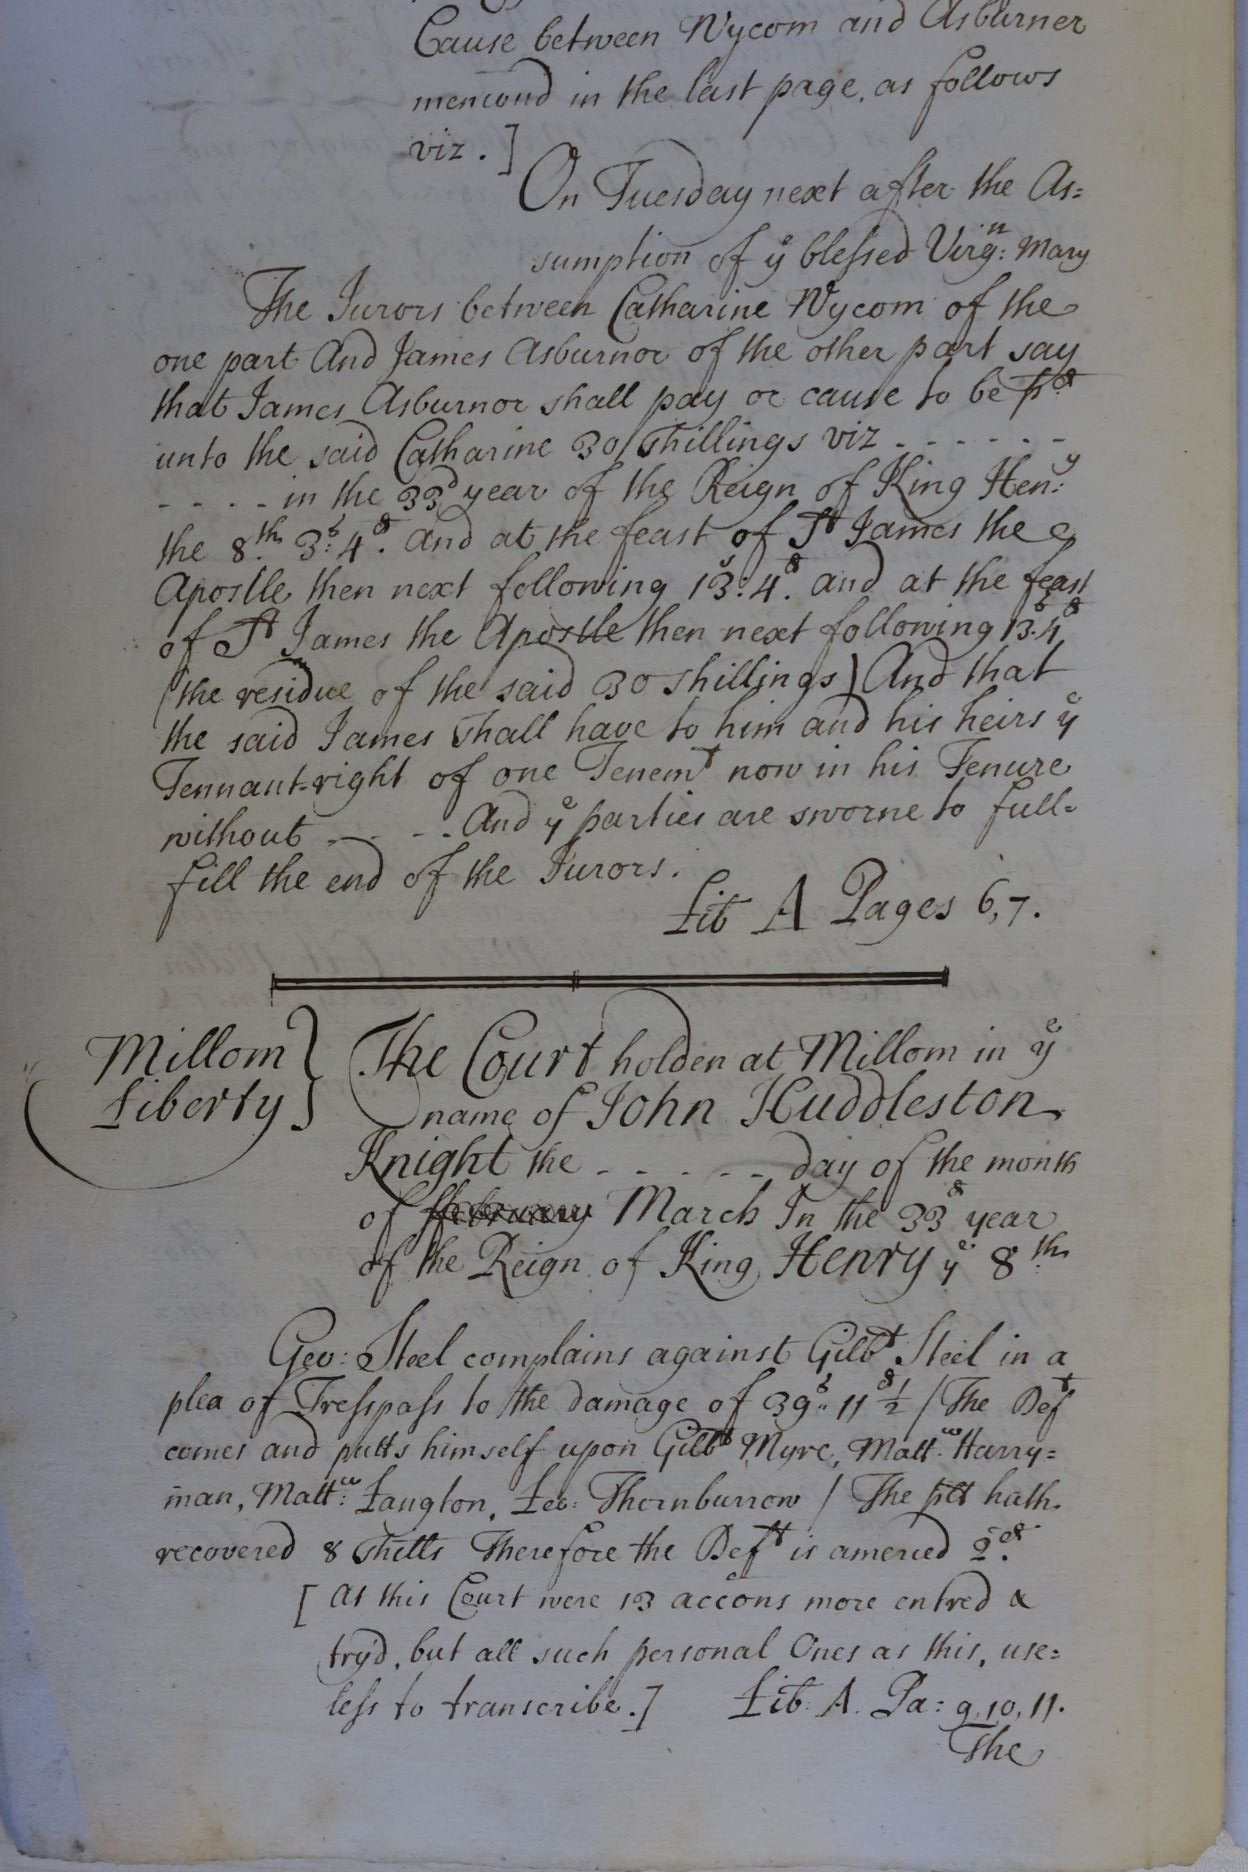 Cause between Wycom and Asburner
mencond in the last page, as follows
viz.]
On Tuesday next after the As=
sumption of yᵉ blessed Virgⁿ: Mary
The Jurors between Catharine Wycom of the
one part And James Asburnor of the other part say
that James Asburnor shall pay or cause to be pᵈ
unto the said Catharine 30/ shillings viz - - - - - -
- - - - in the 33ᵈ year of the Reign of King Henʸ:
the 8ᵗʰ 3ˢ: 4ᵈ. And at the feast of Sᵗ James the
Apostle then next following 13ˢ: 4ᵈ. and at the feast
of Sᵗ James the Apostle then next following 13ˢ. 4ᵈ
(the residue of the said 30 shillings) And that
the said James shall have to him and his heirs yᵉ
Tennant-right of one Tenemᵗ now in his Tenure
without - - - - And yᵉ parties are sworne to full=
fill the end of the Jurors.
Lib A Pages 6, 7.
Millom
Liberty }
The Court holden at Millom in yᵉ
name of John Huddleston
Knight the - - - - - - day of the month
of ffebruary March In the 33ᵈ year
of the Reign of King Henry yᵉ 8ᵗʰ
Geo: Steel complains against Gilbᵗ Steel in a
plea of Tresspass to the damage of 39ˢ: 11ᵈ ½ / The Defᵗ
comes and putts himself upon Gilbᵗ Myre, Mattʷ: Harry=
man, Mattʷ: Langton, Leo: Thornburrow / The plt hath
recovered 8 shills Therefore the Defᵗ is amerced 2ᵈ.
[ At this Court were 13 accons more entred &
try'd, but all such personal Ones as this, use=
less to transcribe.] Lib. A. Pa: 9, 10, 11.
The